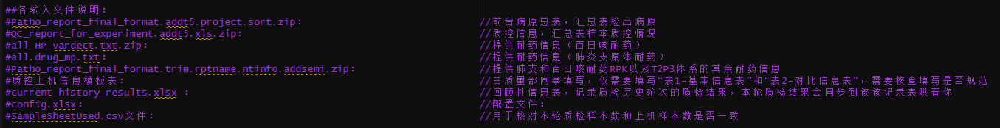 ##各输入文件说明:
#Patho_report_final_format.addt5.project.sort.zip: //前台病原总表，汇总表检出病原
#QC_report_for_experiment.addt5.xls.zip: //质控信息，汇总表样本质控情况
#all_HP_vardect.txt.zip: //提供耐药信息（百日咳耐药）
#all.drug_mp.txt: //提供耐药信息（肺炎支原体耐药）
#Patho_report_final_format.trim.rptname.ntinfo.addsemi.zip: //提供肺支和百日咳耐药RPK以及T2P3体系的其余耐药信息
#质控上机信息模板表: //由质量部同事填写，仅需要填写“表1-基本信息表”和“表2-对比信息表”，需要核查填写是否规范
#current_history_results.xlsx : //回顾性信息表，记录质检历史轮次的质检结果，本轮质检结果会同步到该该记录表哄着你
#config.xlsx: //配置文件:
#SampleSheetUsed.csv文件: //用于核对本轮质检样本数和上机样本数是否一致